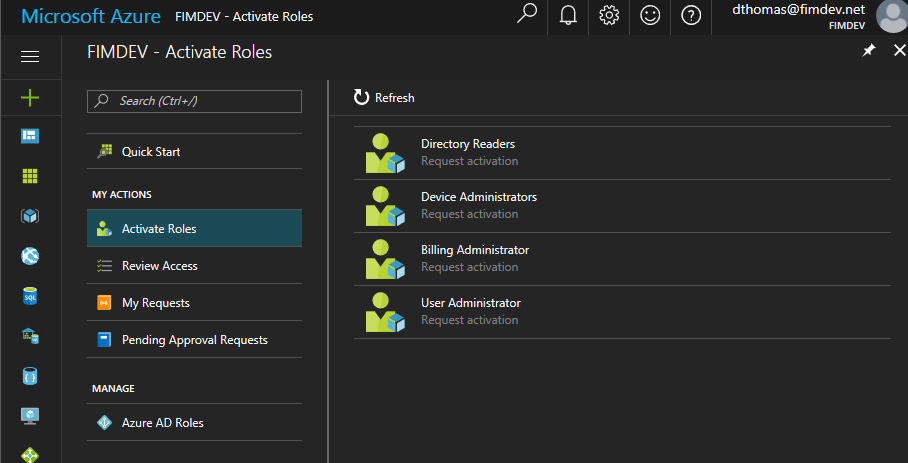 Microsoft Azure FIMDEV - Activate Roles
dthomas@fimdev.net
FIMDEV
FIMDEV - Activate Roles
Search (Ctrl+/)
Quick Start
MY ACTIONS
Activate Roles
Review Access
My Requests
Pending Approval Requests
MANAGE
Azure AD Roles
Refresh
Directory Readers
Request activation
Device Administrators
Request activation
Billing Administrator
Request activation
User Administrator
Request activation
SQL